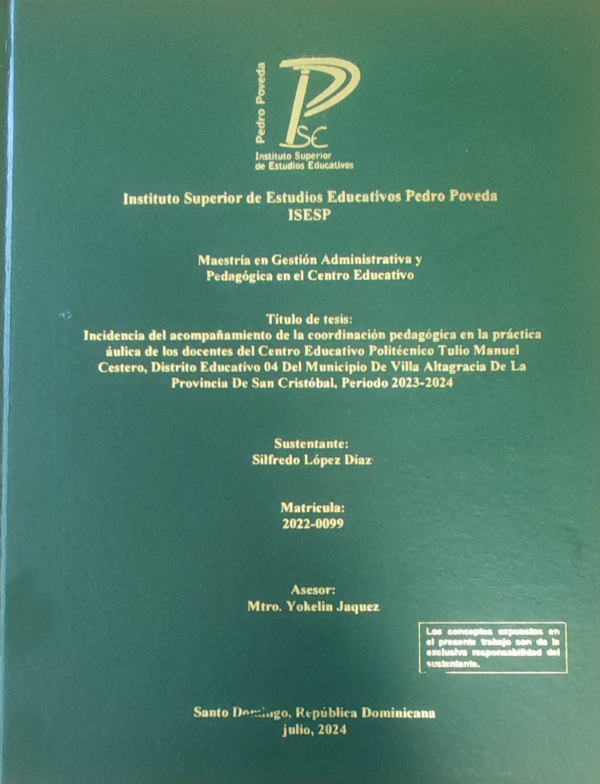 Pedro Poveda
PSE
Instituto Superior
de Estudios Educativos
Instituto Superior de Estudios Educativos Pedro Poveda
ISESP
Maestría en Gestión Administrativa y
Pedagógica en el Centro Educativo
Título de tesis:
Incidencia del acompañamiento de la coordinación pedagógica en la práctica
áulica de los docentes del Centro Educativo Politécnico Tulio Manuel
Cestero, Distrito Educativo 04 Del Municipio De Villa Altagracia De La
Provincia De San Cristóbal, Periodo 2023-2024
Sustentante:
Silfredo López Díaz
Matrícula:
2022-0099
Asesor:
Mtro. Yokelin Jaquez
Los conceptos expuestos en
el presente trabajo son de la
exclusiva responsabilidad del
sustentante.
Santo Domingo, República Dominicana
julio, 2024